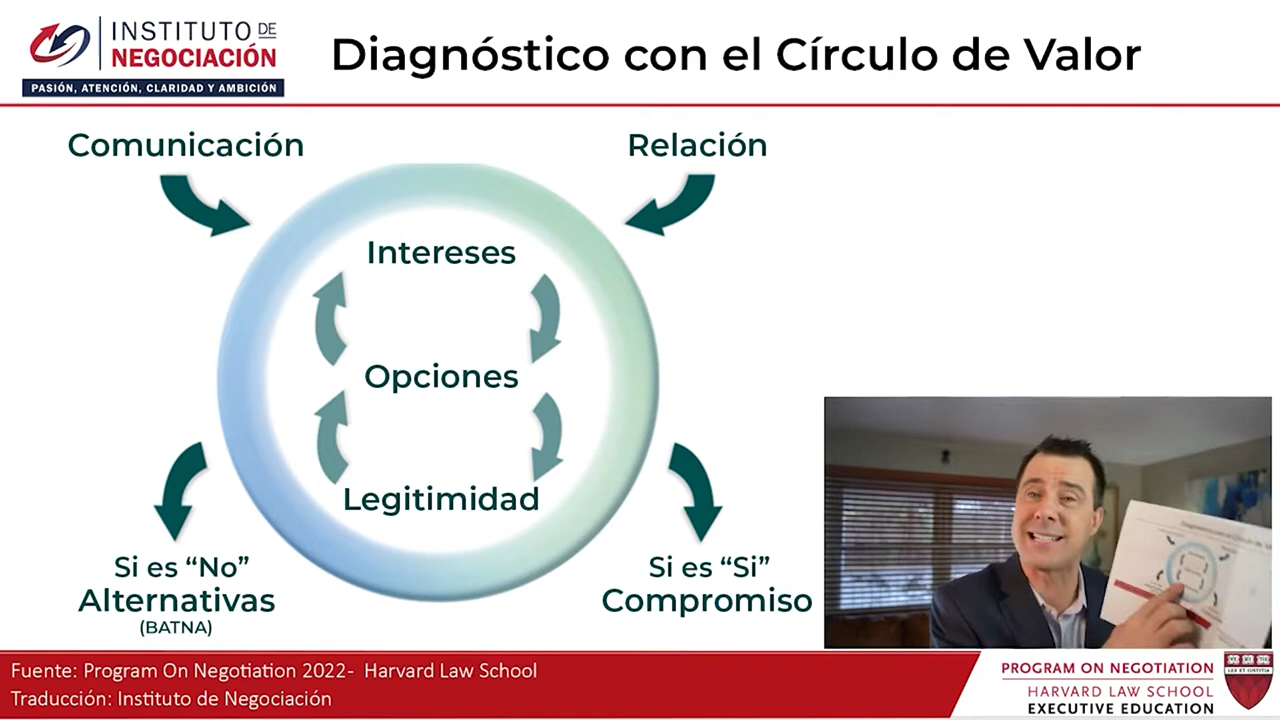 INSTITUTO DE
NEGOCIACIÓN
PASIÓN, ATENCIÓN, CLARIDAD Y AMBICIÓN
Diagnóstico con el Círculo de Valor
Comunicación
Relación
Intereses
Opciones
Legitimidad
Si es “No”
Alternativas
(BATNA)
Si es “Si”
Compromiso
Fuente: Program On Negotiation 2022- Harvard Law School
Traducción: Instituto de Negociación
PROGRAM ON NEGOTIATION
HARVARD LAW SCHOOL
EXECUTIVE EDUCATION